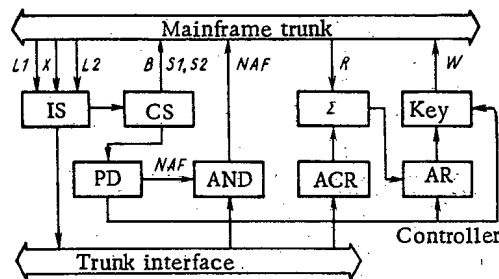 Mainframe trunk
L1 X L2 B S1, S2 NAF R W
IS CS Σ Key
PD NAF AND ACR AR
Controller
Trunk interface